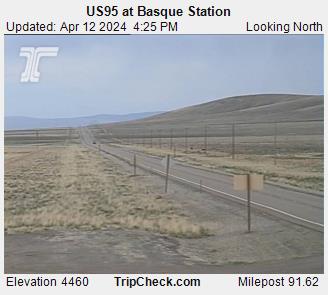 US95 at Basque Station
Updated: Apr 12 2024 4:25 PM Looking North
Elevation 4460 TripCheck.com Milepost 91.62